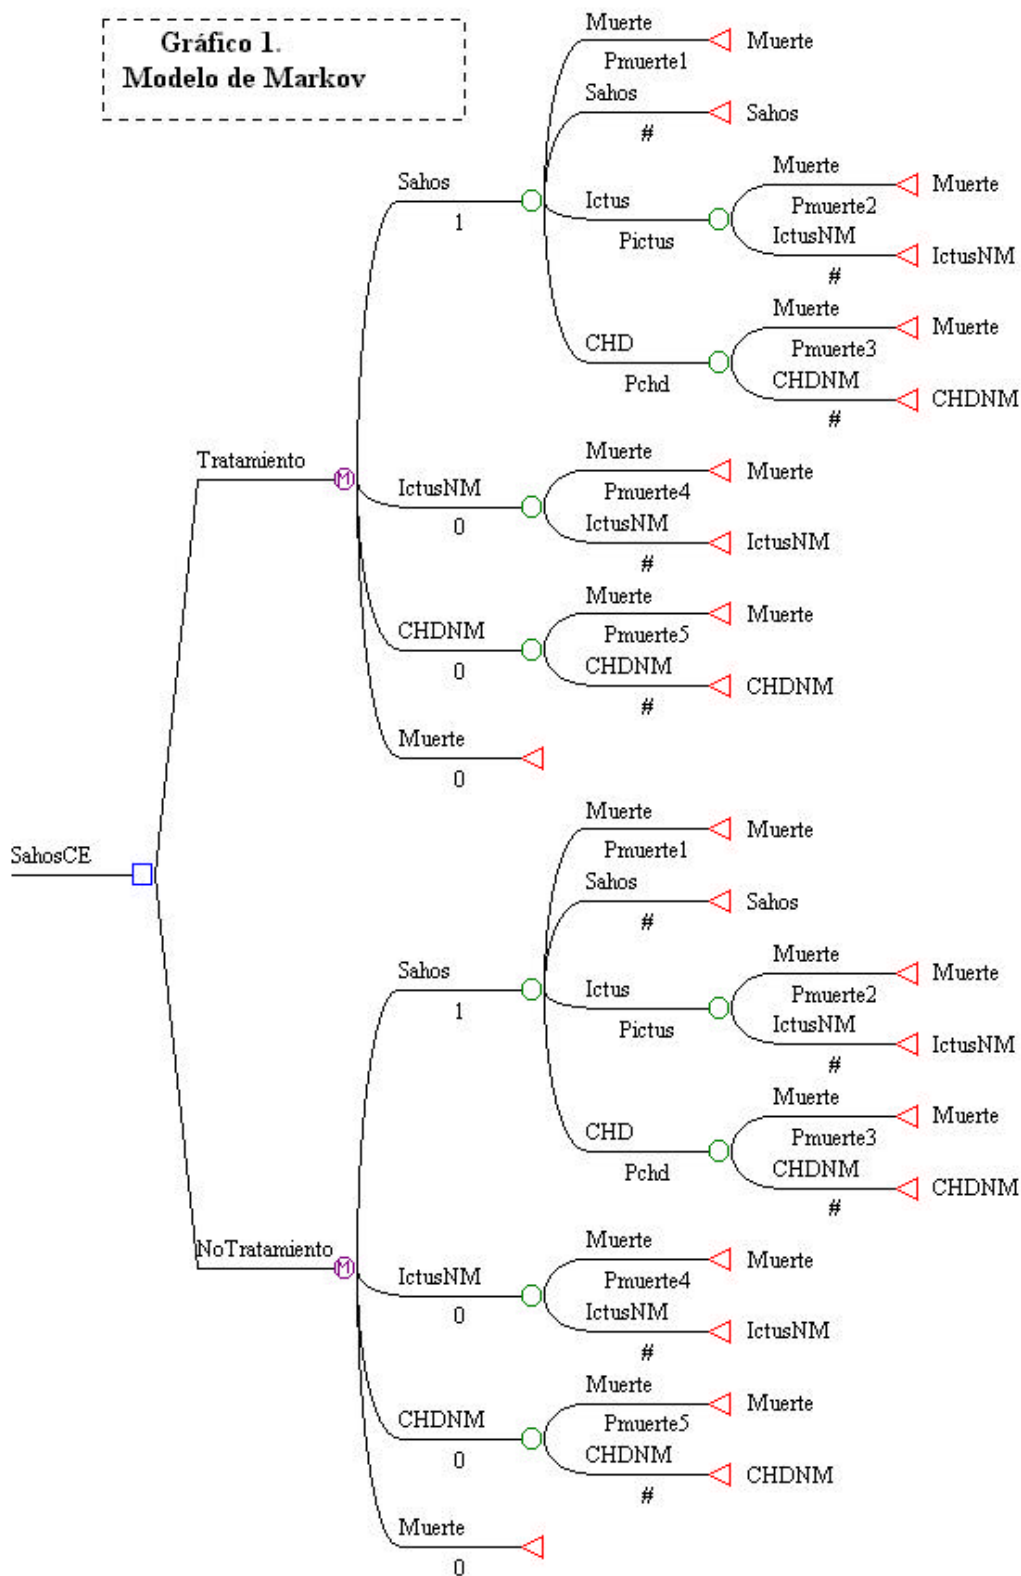 Gráfico 1.
Modelo de Markov
SahosCE
Tratamiento
M
Sahos
1
Muerte
Pmuerte1
Muerte
Sahos
#
Sahos
Ictus
Pictus
Muerte
Pmuerte2
Muerte
IctusNM
#
IctusNM
CHD
Pchd
Muerte
Pmuerte3
Muerte
CHDNM
#
CHDNM
IctusNM
0
Muerte
Pmuerte4
Muerte
IctusNM
#
IctusNM
CHDNM
0
Muerte
Pmuerte5
Muerte
CHDNM
#
CHDNM
Muerte
0
NoTratamiento
M
Sahos
1
Muerte
Pmuerte1
Muerte
Sahos
#
Sahos
Ictus
Pictus
Muerte
Pmuerte2
Muerte
IctusNM
#
IctusNM
CHD
Pchd
Muerte
Pmuerte3
Muerte
CHDNM
#
CHDNM
IctusNM
0
Muerte
Pmuerte4
Muerte
IctusNM
#
IctusNM
CHDNM
0
Muerte
Pmuerte5
Muerte
CHDNM
#
CHDNM
Muerte
0